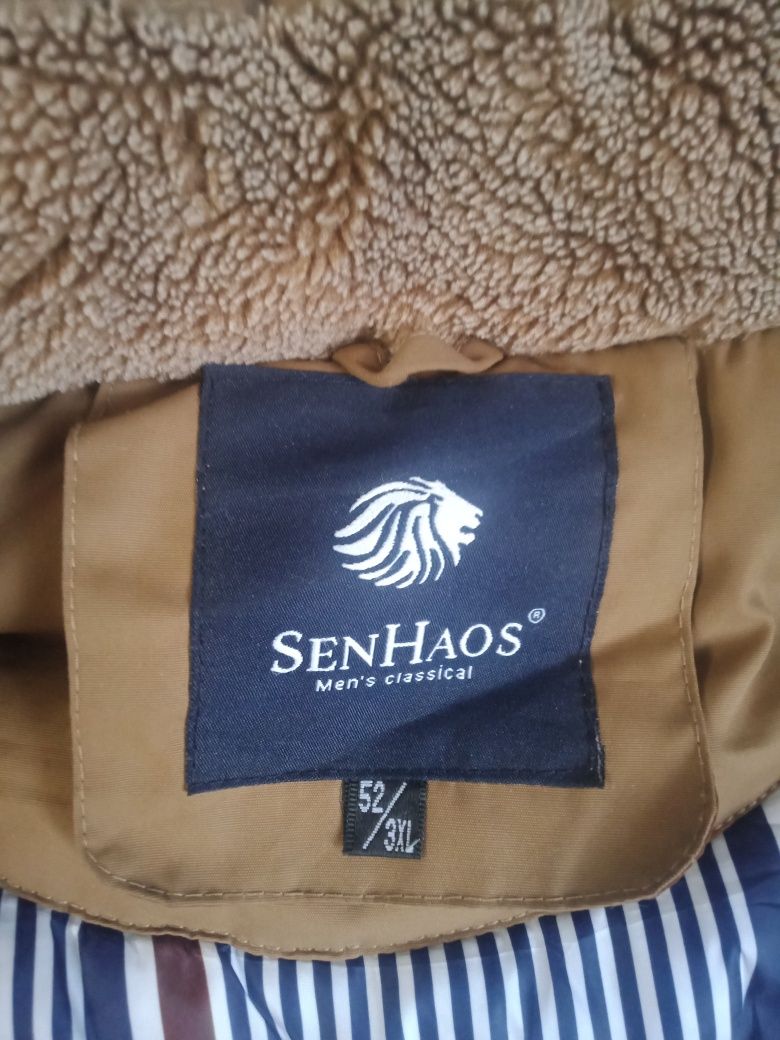 SENHAOS®
Men's classical
52/3XL